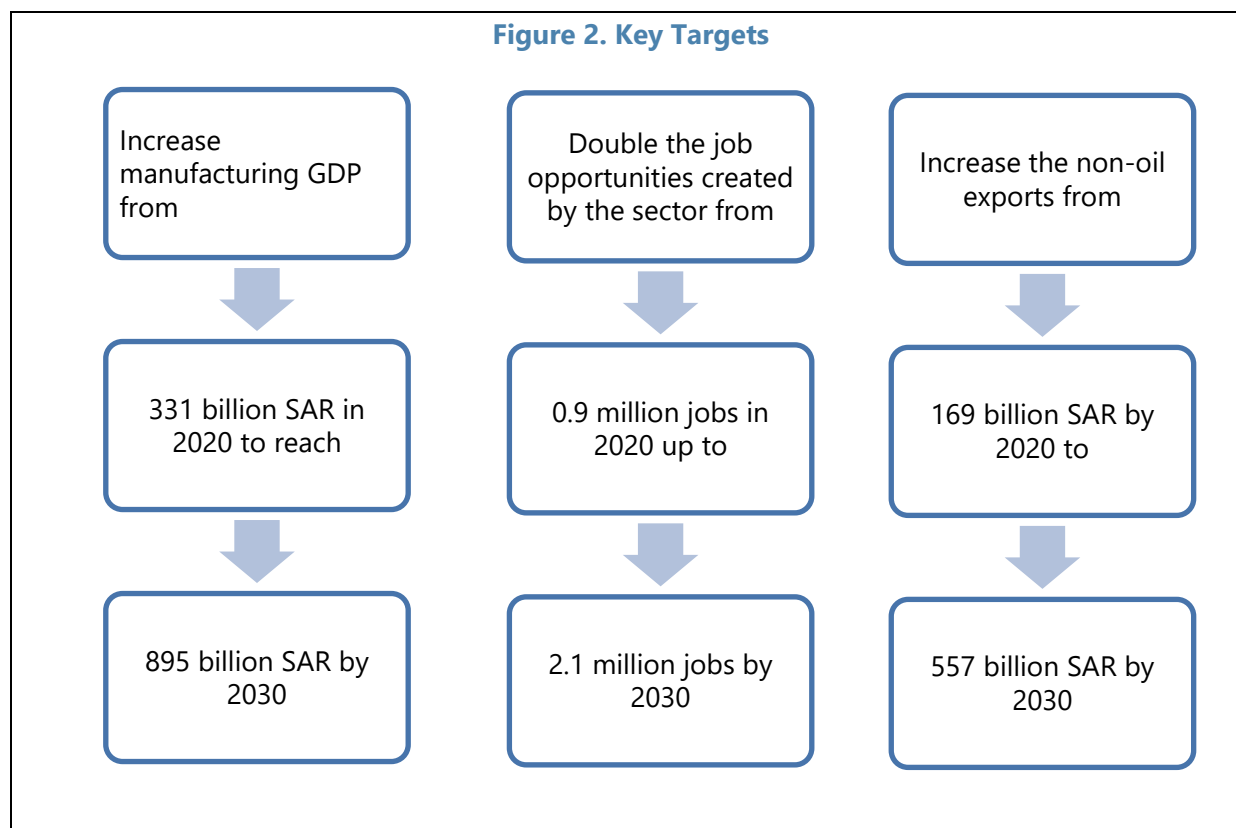 Figure 2. Key Targets
Increase
manufacturing GDP
from
331 billion SAR in
2020 to reach
895 billion SAR by
2030
Double the job
opportunities created
by the sector from
0.9 million jobs in
2020 up to
2.1 million jobs by
2030
Increase the non-oil
exports from
169 billion SAR by
2020 to
557 billion SAR by
2030